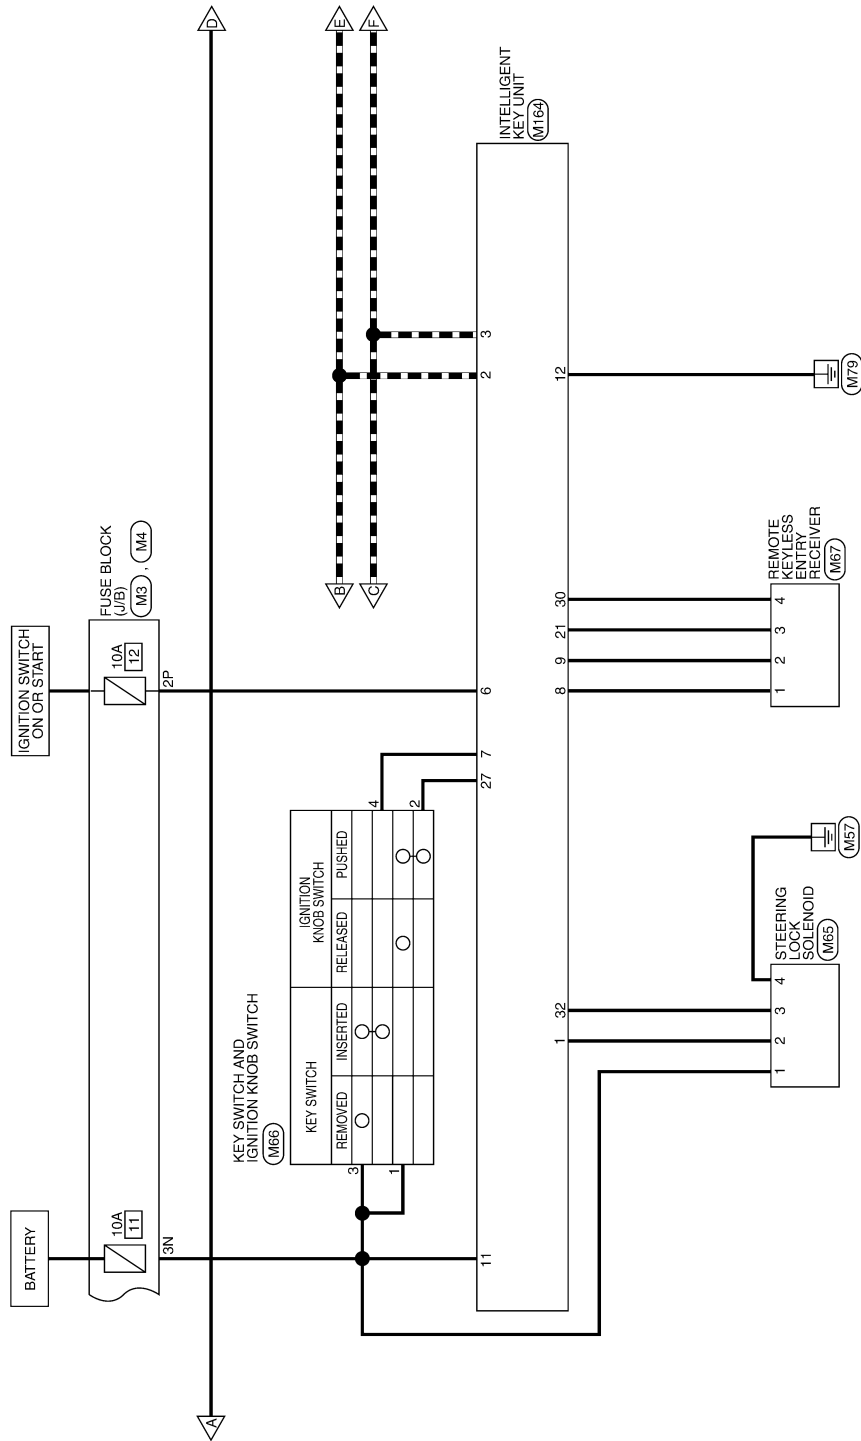 BATTERY
IGNITION SWITCH
ON OR START
10A
11
3N
10A
12
2P
FUSE BLOCK
(J/B)
M3 , M4
A
D
KEY SWITCH AND
IGNITION KNOB SWITCH
M66
KEY SWITCH
IGNITION
KNOB SWITCH
REMOVED
INSERTED
RELEASED
PUSHED
3
4
1
2
B
E
C
F
11
27
7
6
2
3
INTELLIGENT
KEY UNIT
M164
1
32
8
9
21
30
12
1
2
3
4
STEERING
LOCK
SOLENOID
M65
M57
1
2
3
4
REMOTE
KEYLESS
ENTRY
RECEIVER
M67
M79